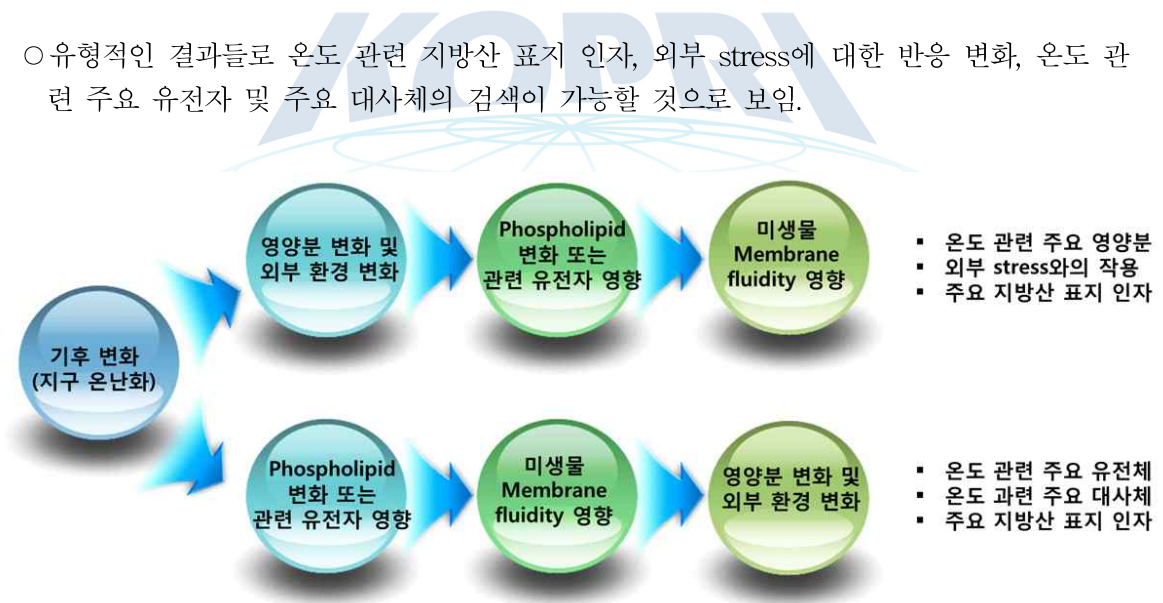 KOPRI
○유형적인 결과들로 온도 관련 지방산 표지 인자, 외부 stress에 대한 반응 변화, 온도 관
련 주요 유전자 및 주요 대사체의 검색이 가능할 것으로 보임.
기후 변화
(지구 온난화)
영양분 변화 및
외부 환경 변화
Phospholipid
변화 또는
관련 유전자 영향
미생물
Membrane
fluidity 영향
▪ 온도 관련 주요 영양분
▪ 외부 stress와의 작용
▪ 주요 지방산 표지 인자
Phospholipid
변화 또는
관련 유전자 영향
미생물
Membrane
fluidity 영향
영양분 변화 및
외부 환경 변화
▪ 온도 관련 주요 유전체
▪ 온도 과련 주요 대사체
▪ 주요 지방산 표지 인자